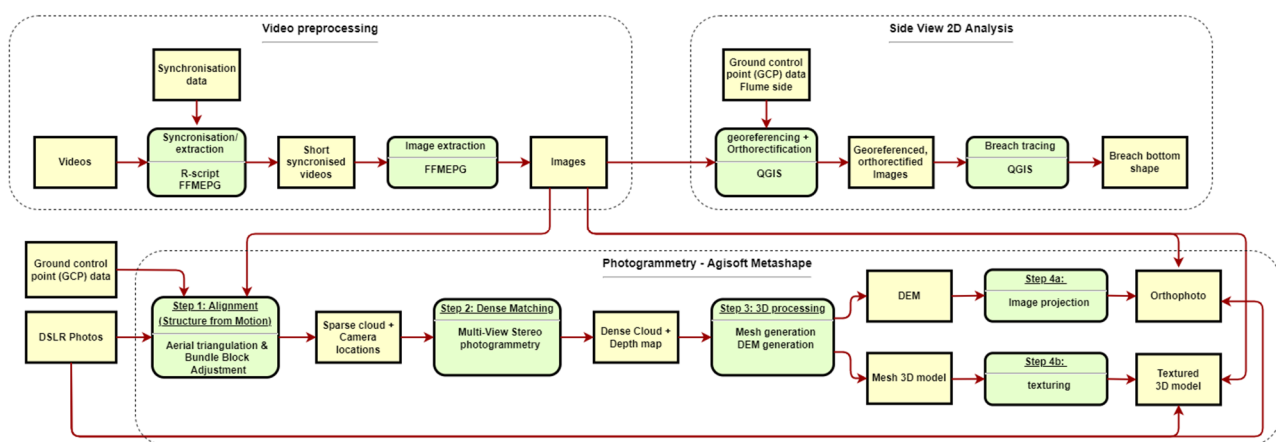 Video preprocessing
Synchronisation
data
Videos
Syncronisation/
extraction
R-script
FFMEPG
Short
syncronised
videos
Image extraction
FFMEPG
Images
Side View 2D Analysis
Ground control
point (GCP) data
Flume side
georeferencing +
Orthorectification
QGIS
Georeferenced,
orthorectified
Images
Breach tracing
QGIS
Breach bottom
shape
Ground control
point (GCP) data
DSLR Photos
Photogrammetry - Agisoft Metashape
Step 1: Alignment
(Structure from Motion)
Aerial triangulation &
Bundle Block
Adjustment
Sparse cloud +
Camera
locations
Step 2: Dense Matching
Multi-View Stereo
photogrammetry
Dense Cloud +
Depth map
Step 3: 3D processing
Mesh generation
DEM generation
DEM
Step 4a:
Image projection
Orthophoto
Mesh 3D model
Step 4b:
texturing
Textured
3D model